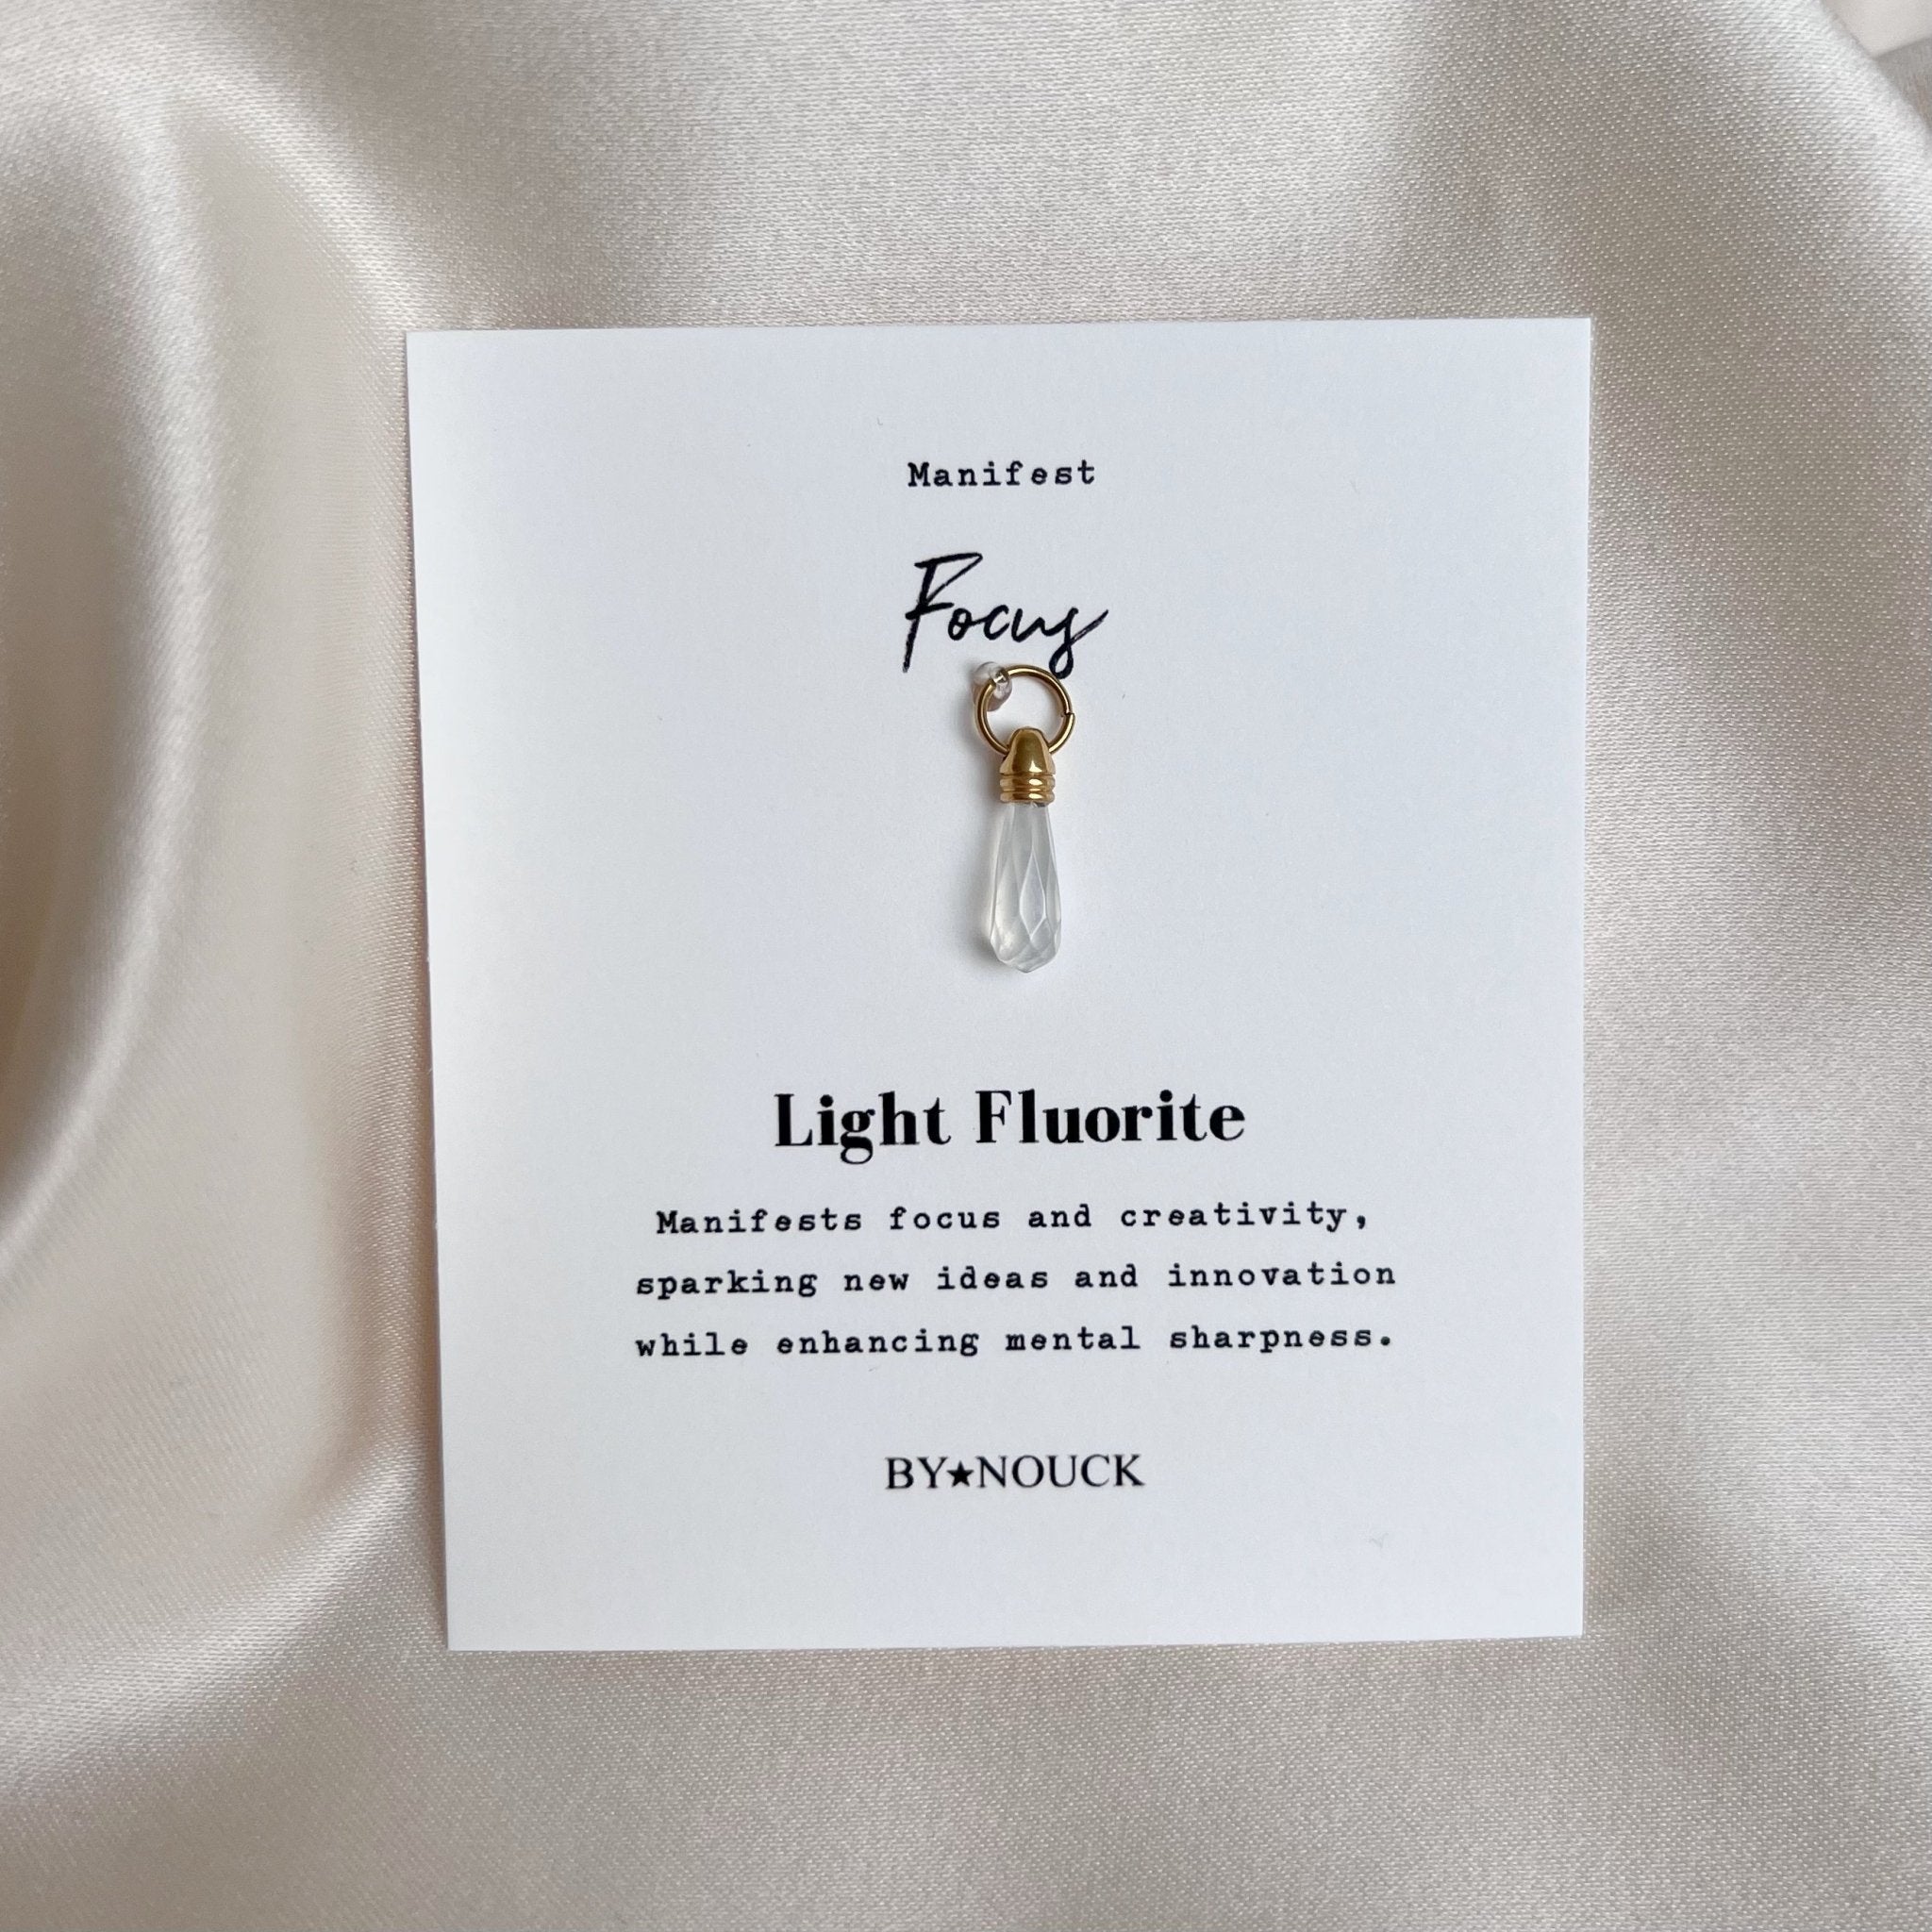 Manifest
Focus
Light Fluorite
Manifests focus and creativity,
sparking new ideas and innovation
while enhancing mental sharpness.
BY★NOUCK